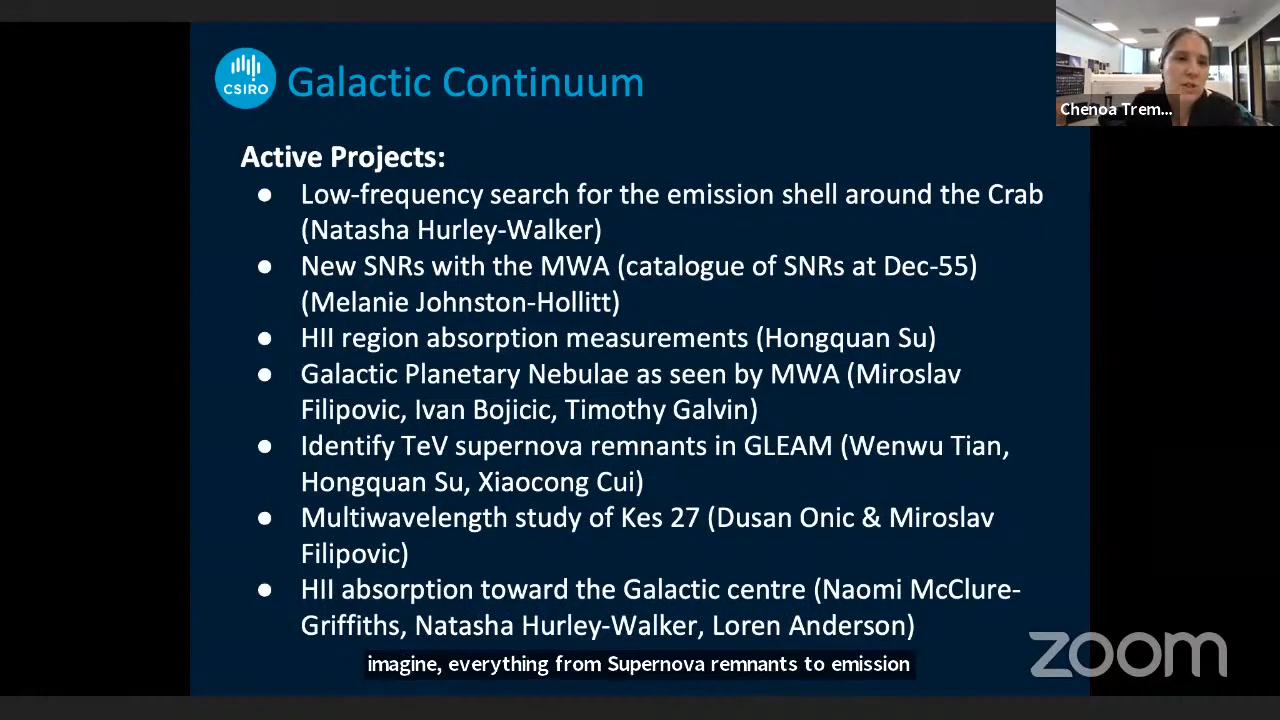 CSIRO
Galactic Continuum
Chenoa Trem...
Active Projects:
● Low-frequency search for the emission shell around the Crab
(Natasha Hurley-Walker)
● New SNRs with the MWA (catalogue of SNRs at Dec-55)
(Melanie Johnston-Hollitt)
● HII region absorption measurements (Hongquan Su)
● Galactic Planetary Nebulae as seen by MWA (Miroslav
Filipovic, Ivan Bojicic, Timothy Galvin)
● Identify TeV supernova remnants in GLEAM (Wenwu Tian,
Hongquan Su, Xiaocong Cui)
● Multiwavelength study of Kes 27 (Dusan Onic & Miroslav
Filipovic)
● HII absorption toward the Galactic centre (Naomi McClure-
Griffiths, Natasha Hurley-Walker, Loren Anderson)
imagine, everything from Supernova remnants to emission
zoom